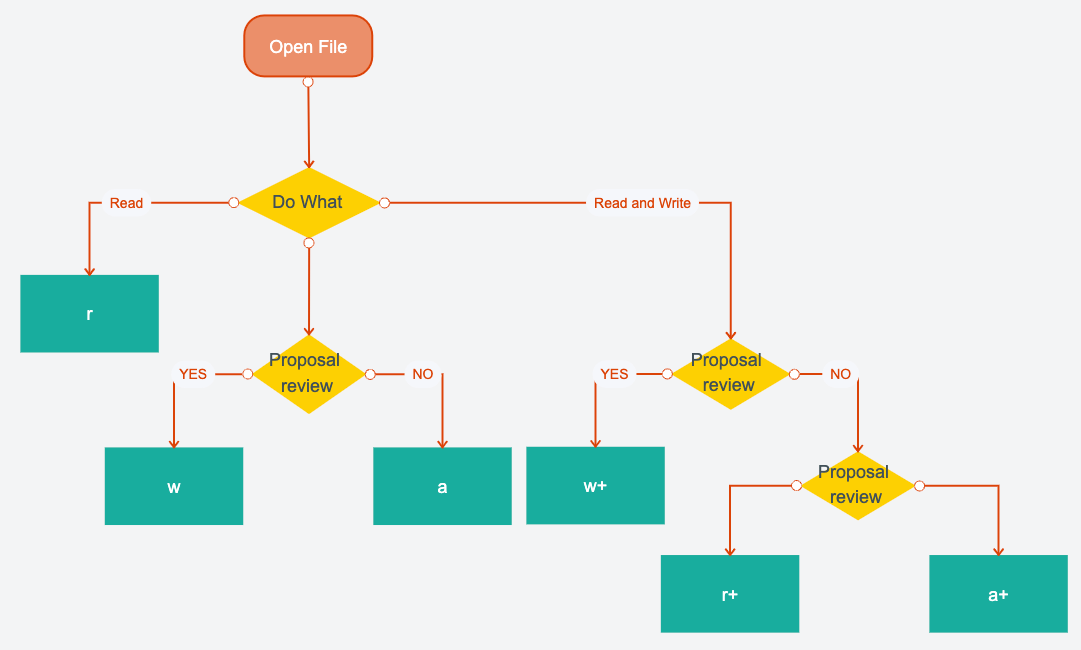 Open File
Do What
Read
Read and Write
r
Proposal
review
Proposal
review
YES
NO
YES
NO
w
a
w+
Proposal
review
r+
a+